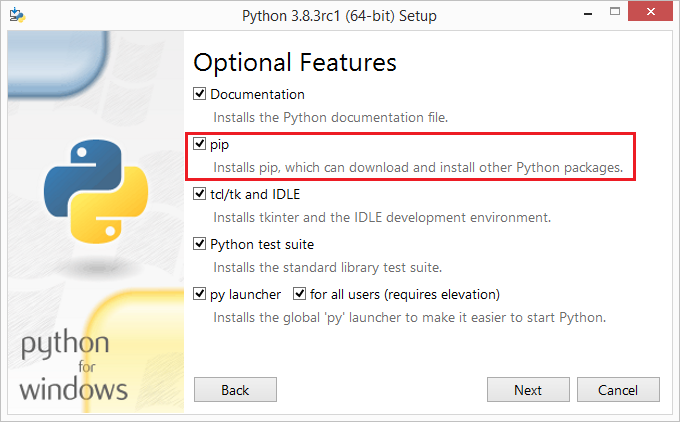 Python 3.8.3rc1 (64-bit) Setup
Optional Features
Documentation
Installs the Python documentation file.
pip
Installs pip, which can download and install other Python packages.
tcl/tk and IDLE
Installs tkinter and the IDLE development environment.
Python test suite
Installs the standard library test suite.
py launcher for all users (requires elevation)
Installs the global 'py' launcher to make it easier to start Python.
python
for
windows
Back Next Cancel